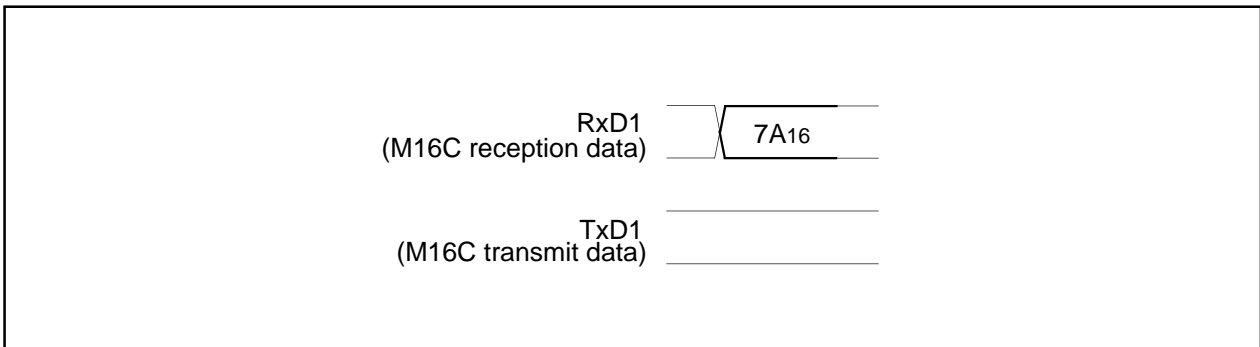 RxD1
(M16C reception data)
7A16
TxD1
(M16C transmit data)